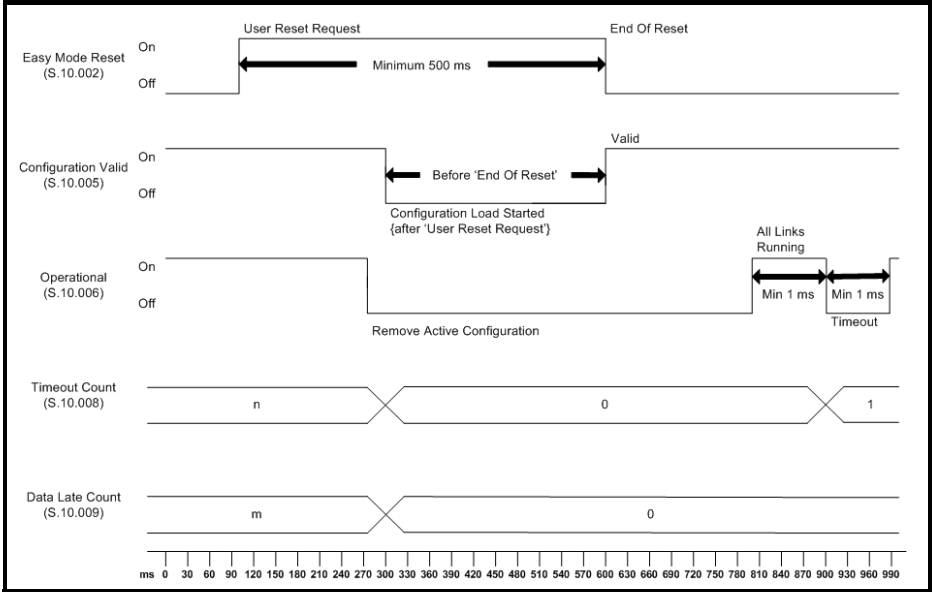 User Reset Request
End Of Reset
Easy Mode Reset
(S.10.002)
On
Off
Minimum 500 ms
Valid
Configuration Valid
(S.10.005)
On
Off
Before ‘End Of Reset’
Configuration Load Started
{after ‘User Reset Request’}
All Links
Running
Operational
(S.10.006)
On
Off
Min 1 ms
Min 1 ms
Timeout
Remove Active Configuration
Timeout Count
(S.10.008)
n
0
1
Data Late Count
(S.10.009)
m
0
ms 0 30 60 90 120 150 180 210 240 270 300 330 360 390 420 450 480 510 540 570 600 630 660 690 720 750 780 810 840 870 900 930 960 990